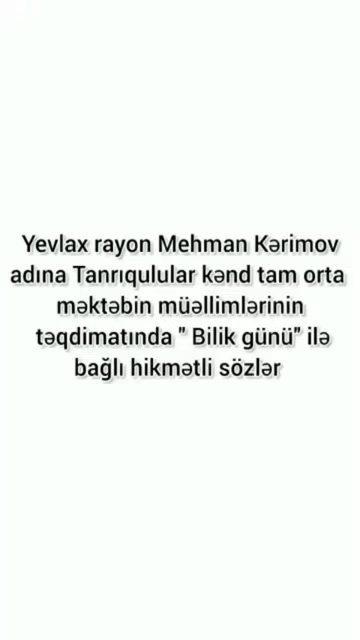 Yevlax rayon Mehman Kərimov
adına Tanrıqulular kənd tam orta
məktəbin müəllimlərinin
təqdimatında " Bilik günü" ilə
bağlı hikmətli sözlər